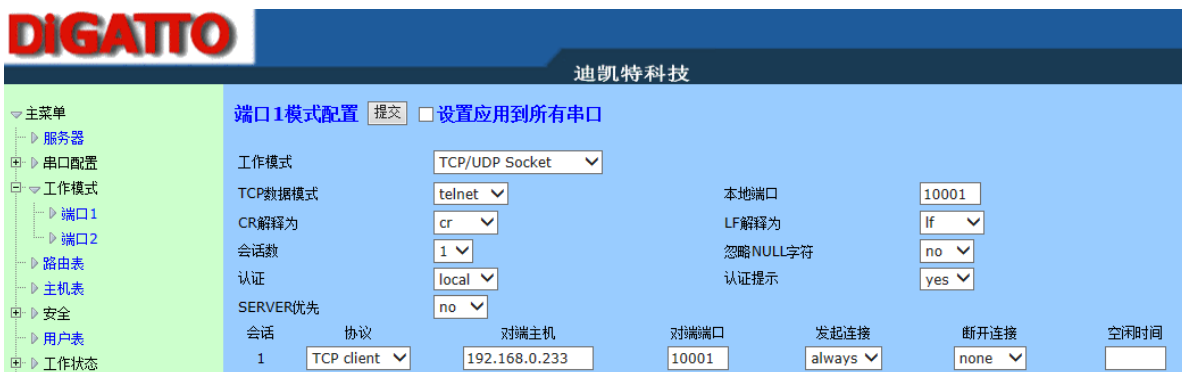 DiGATTO
迪凯特科技
主菜单
服务器
串口配置
工作模式
端口1
端口2
路由表
主机表
安全
用户表
工作状态
端口1模式配置 提交 设置应用到所有串口
工作模式 TCP/UDP Socket
TCP数据模式 telnet 本地端口 10001
CR解释为 cr LF解释为 lf
会话数 1 忽略NULL字符 no
认证 local 认证提示 yes
SERVER优先 no
会话 协议 对端主机 对端端口 发起连接 断开连接 空闲时间
1 TCP client 192.168.0.233 10001 always none